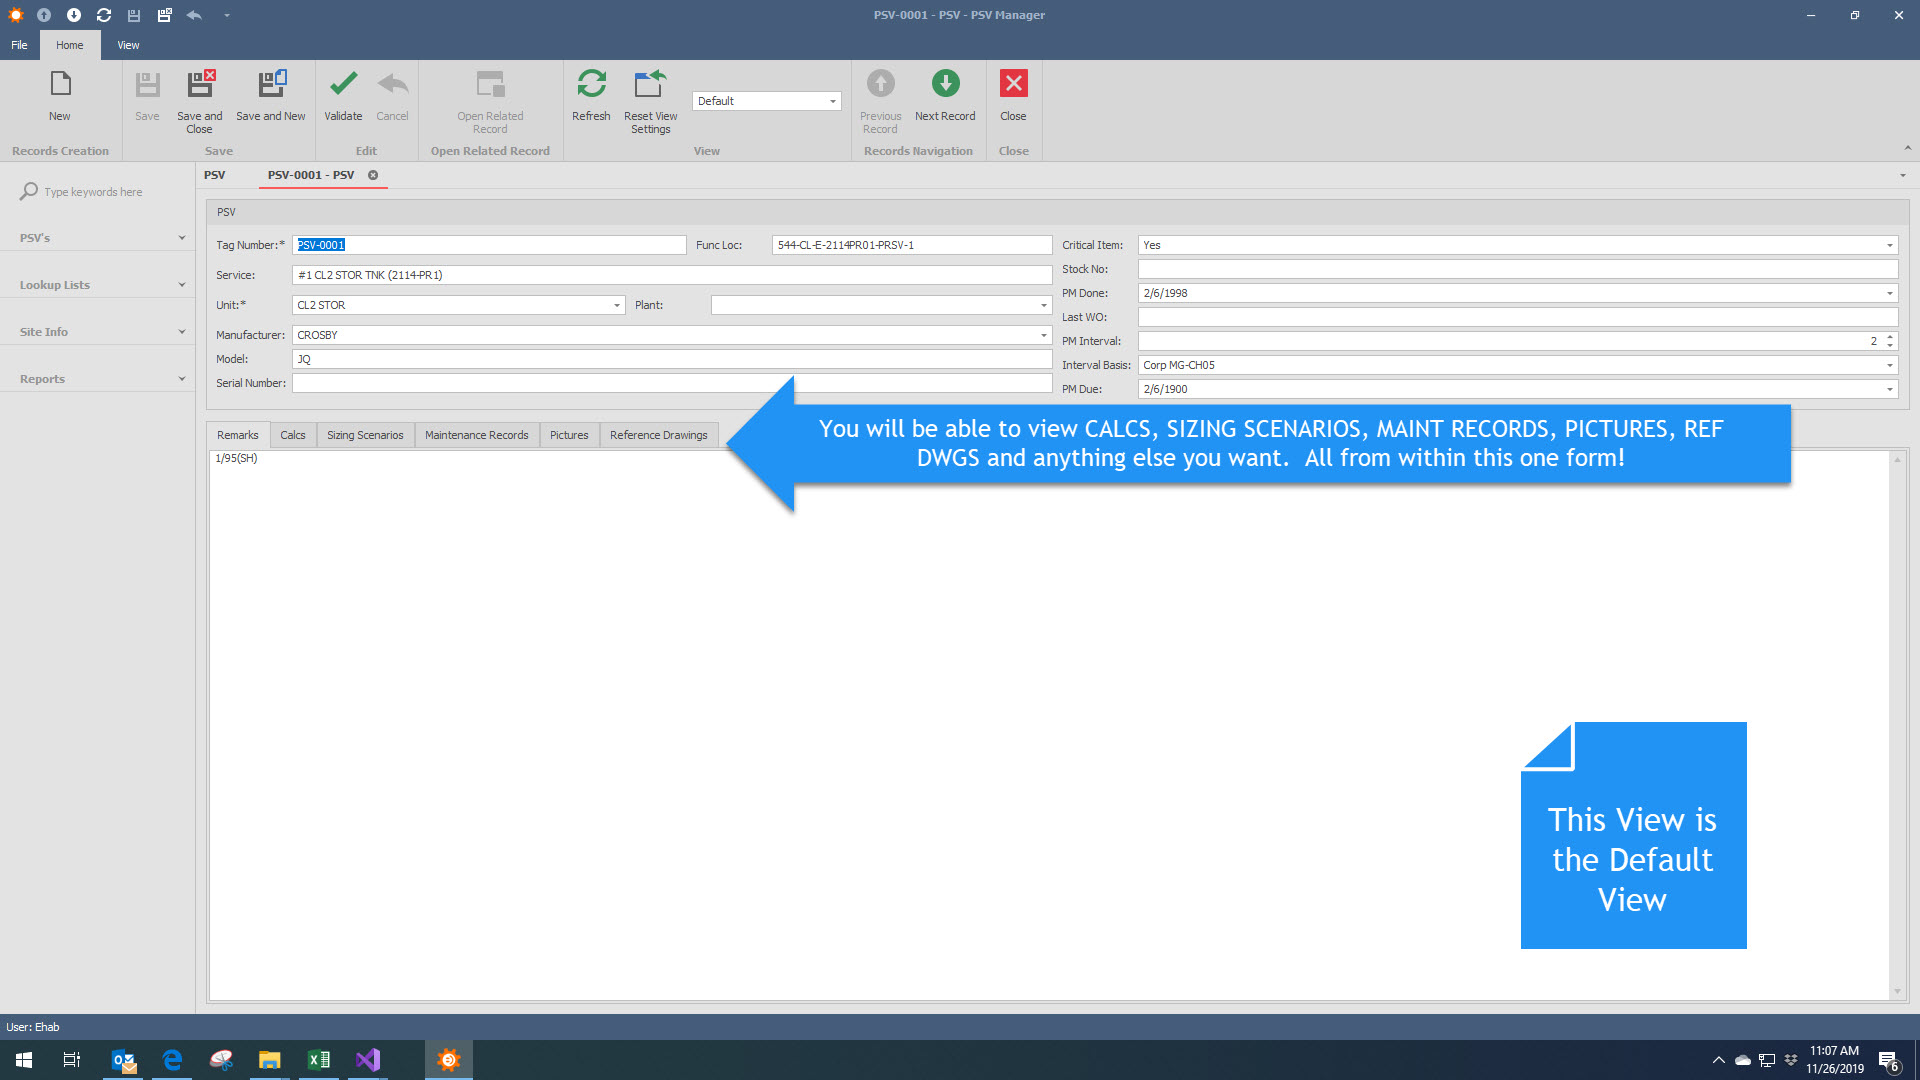 PSV-0001 - PSV - PSV Manager
File Home View
New
Save
Save and Close
Save and New
Validate
Cancel
Open Related Record
Refresh
Reset View Settings
Default
Previous Record
Next Record
Close
Records Creation
Save
Edit
Open Related Record
View
Records Navigation
Close
Type keywords here
PSV's
Lookup Lists
Site Info
Reports
PSV
PSV-0001 - PSV
PSV
Tag Number:* PSV-0001
Func Loc: 544-CL-E-2114PR01-PRSV-1
Service: #1 CL2 STOR TNK (2114-PR1)
Unit:* CL2 STOR
Plant:
Manufacturer: CROSBY
Model: JQ
Serial Number:
Critical Item: Yes
Stock No:
PM Done: 2/6/1998
Last WO:
PM Interval: 2
Interval Basis: Corp MG-CH05
PM Due: 2/6/1900
Remarks Calcs Sizing Scenarios Maintenance Records Pictures Reference Drawings
1/95(SH)
You will be able to view CALCS, SIZING SCENARIOS, MAINT RECORDS, PICTURES, REF
DWGS and anything else you want. All from within this one form!
This View is
the Default
View
User: Ehab
11:07 AM
11/26/2019
6